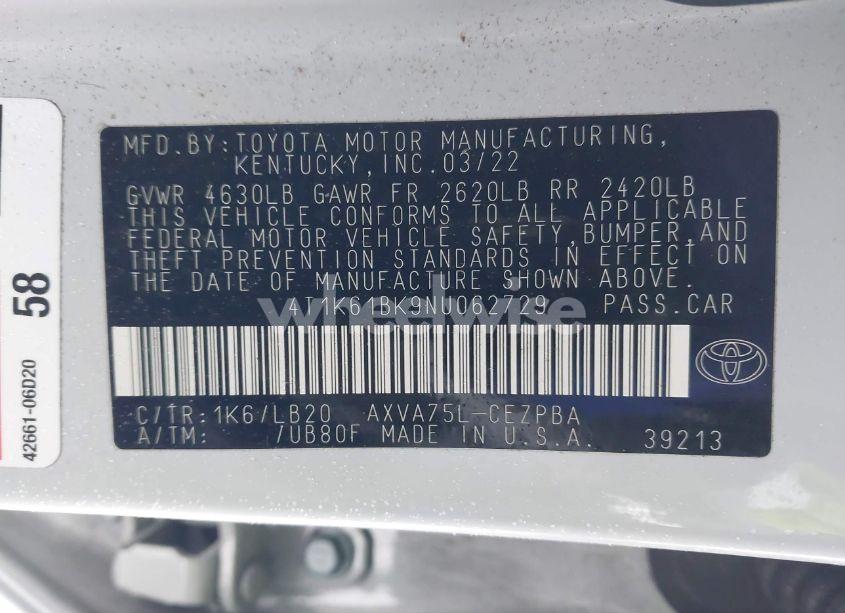 MFD.BY:TOYOTA MOTOR MANUFACTURING,
KENTUCKY,INC.03/22
GVWR 4630LB GAWR FR 2620LB RR 2420LB
THIS VEHICLE CONFORMS TO ALL APPLICABLE
FEDERAL MOTOR VEHICLE SAFETY,BUMPER,AND
THEFT PREVENTION STANDARDS IN EFFECT ON
THE DATE OF MANUFACTURE SHOWN ABOVE.
PASS.CAR
wheelwise
C/TR:1K6/LB20 AXVA75L-CEZPBA
A/TM: /UB80F MADE IN U.S.A. 39213
58
42661-06D20